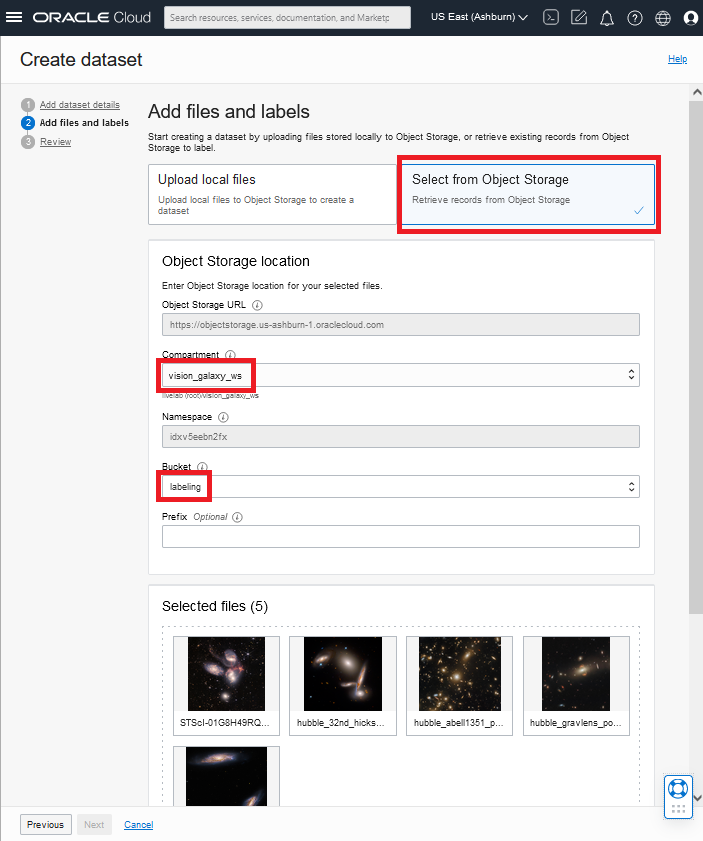 ORACLE Cloud
Search resources, services, documentation, and Marketp
US East (Ashburn)
Create dataset
Help
1 Add dataset details
2 Add files and labels
3 Review
Add files and labels
Start creating a dataset by uploading files stored locally to Object Storage, or retrieve existing records from Object
Storage to label.
Upload local files
Upload local files to Object Storage to create a
dataset
Select from Object Storage
Retrieve records from Object Storage
Object Storage location
Enter Object Storage location for your selected files.
Object Storage URL
https://objectstorage.us-ashburn-1.oraclecloud.com
Compartment
vision_galaxy_ws
livelab (root)/vision_galaxy_ws
Namespace
idxv5eebn2fx
Bucket
labeling
Prefix Optional
Selected files (5)
STScI-01G8H49RQ...
hubble_32nd_hicks...
hubble_abell1351_p...
hubble_gravlens_po...
Previous
Next
Cancel